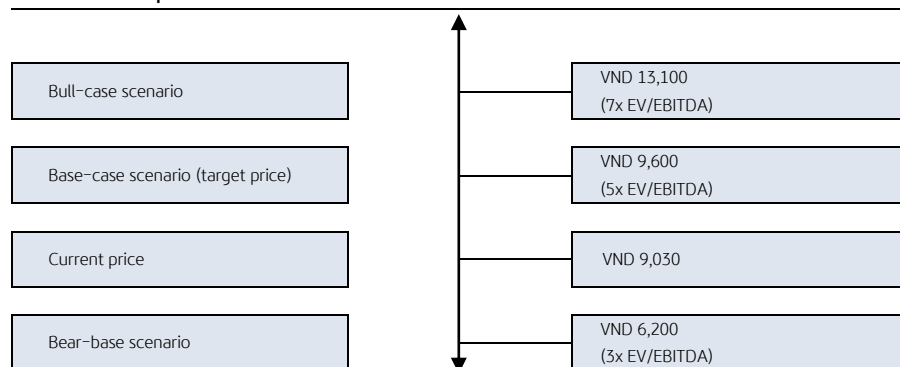 Bull-case scenario
VND 13,100
(7x EV/EBITDA)
Base-case scenario (target price)
VND 9,600
(5x EV/EBITDA)
Current price
VND 9,030
Bear-base scenario
VND 6,200
(3x EV/EBITDA)